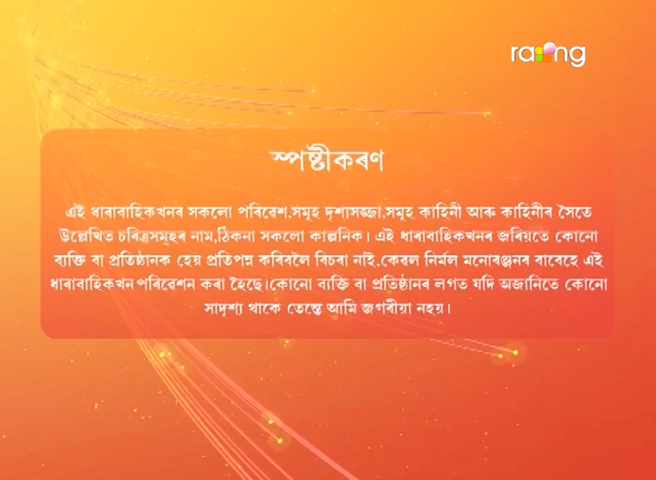 rang
স্পষ্টীকৰণ
এই ধাৰাবাহিকখনৰ সকলো পৰিৱেশ,সমূহ দৃশ্যসজ্জা,সমূহ কাহিনী আৰু কাহিনীৰ সৈতে
উল্লেখিত চৰিত্ৰসমূহৰ নাম,ঠিকনা সকলো কাল্পনিক। এই ধাৰাবাহিকখনৰ জৰিয়তে কোনো
ব্যক্তি বা প্ৰতিষ্ঠানক হেয় প্ৰতিপন্ন কৰিবলৈ বিচৰা নাই,কেৱল নিৰ্মল মনোৰঞ্জনৰ বাবেহে এই
ধাৰাবাহিকখন পৰিৱেশন কৰা হৈছে।কোনো ব্যক্তি বা প্ৰতিষ্ঠানৰ লগত যদি অজানিতে কোনো
সাদৃশ্য থাকে তেন্তে আমি জগৰীয়া নহয়।